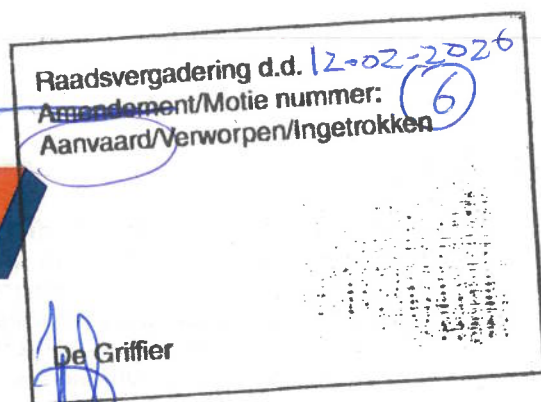 Raadsvergadering d.d. 12-02-2026
Amendement/Motie nummer: 6
Aanvaard/Verworpen/Ingetrokken
De Griffier